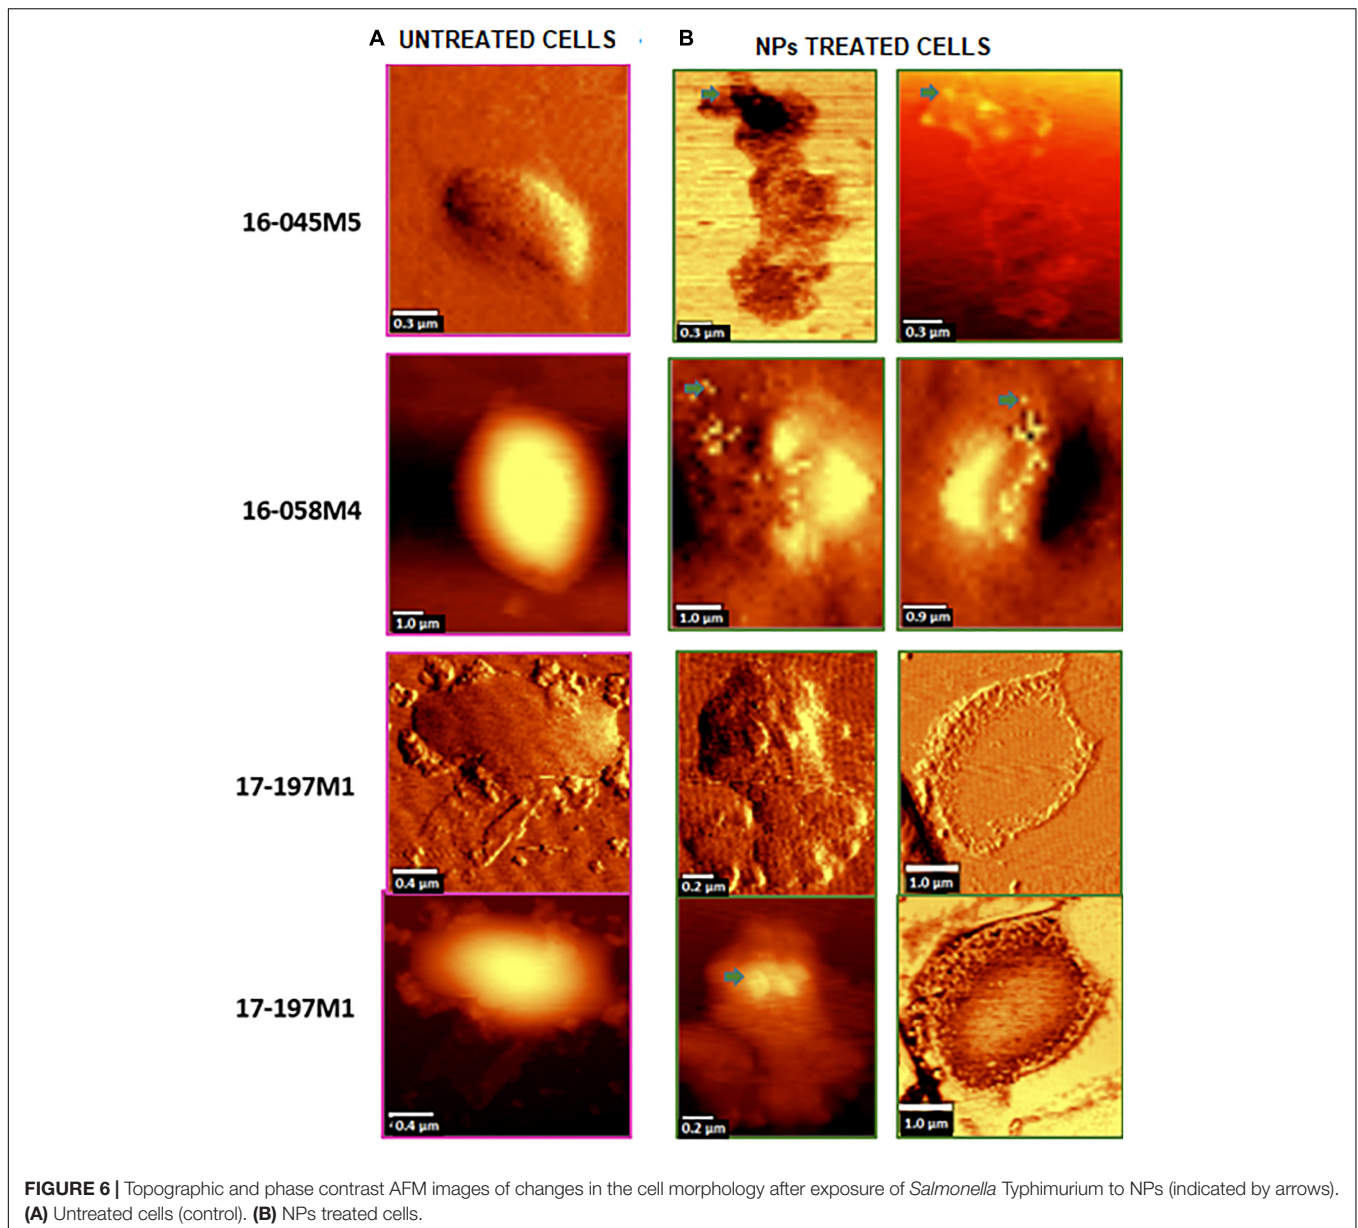 A UNTREATED CELLS
B NPs TREATED CELLS
16-045M5
0.3 µm
0.3 µm
0.3 µm
16-058M4
1.0 µm
1.0 µm
0.9 µm
17-197M1
0.4 µm
0.2 µm
1.0 µm
17-197M1
0.4 µm
0.2 µm
1.0 µm
FIGURE 6 | Topographic and phase contrast AFM images of changes in the cell morphology after exposure of Salmonella Typhimurium to NPs (indicated by arrows).
(A) Untreated cells (control). (B) NPs treated cells.